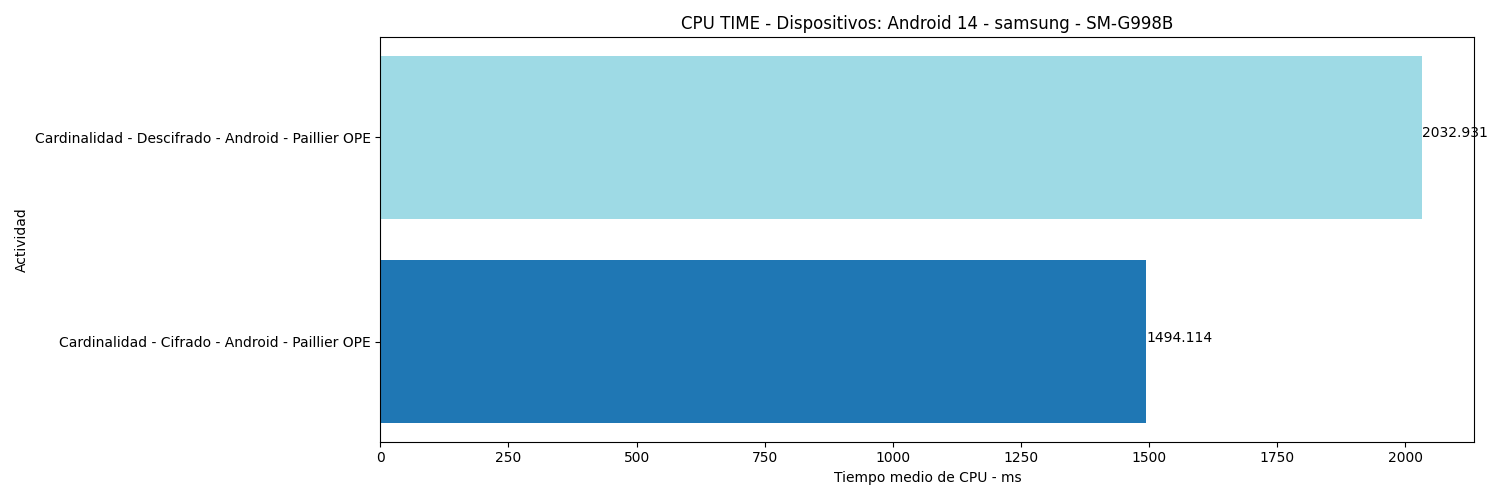 CPU TIME - Dispositivos: Android 14 - samsung - SM-G998B
Cardinalidad - Descifrado - Android - Paillier OPE
2032.931
Actividad
Cardinalidad - Cifrado - Android - Paillier OPE
1494.114
0 250 500 750 1000 1250 1500 1750 2000
Tiempo medio de CPU - ms